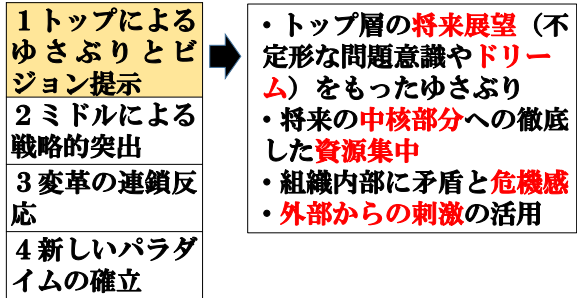 １トップによる
ゆさぶりとビ
ジョン提示
２ミドルによる
戦略的突出
３変革の連鎖反
応
４新しいパラダ
イムの確立
・トップ層の将来展望（不
定形な問題意識やドリー
ム）をもったゆさぶり
・将来の中核部分への徹底
した資源集中
・組織内部に矛盾と危機感
・外部からの刺激の活用